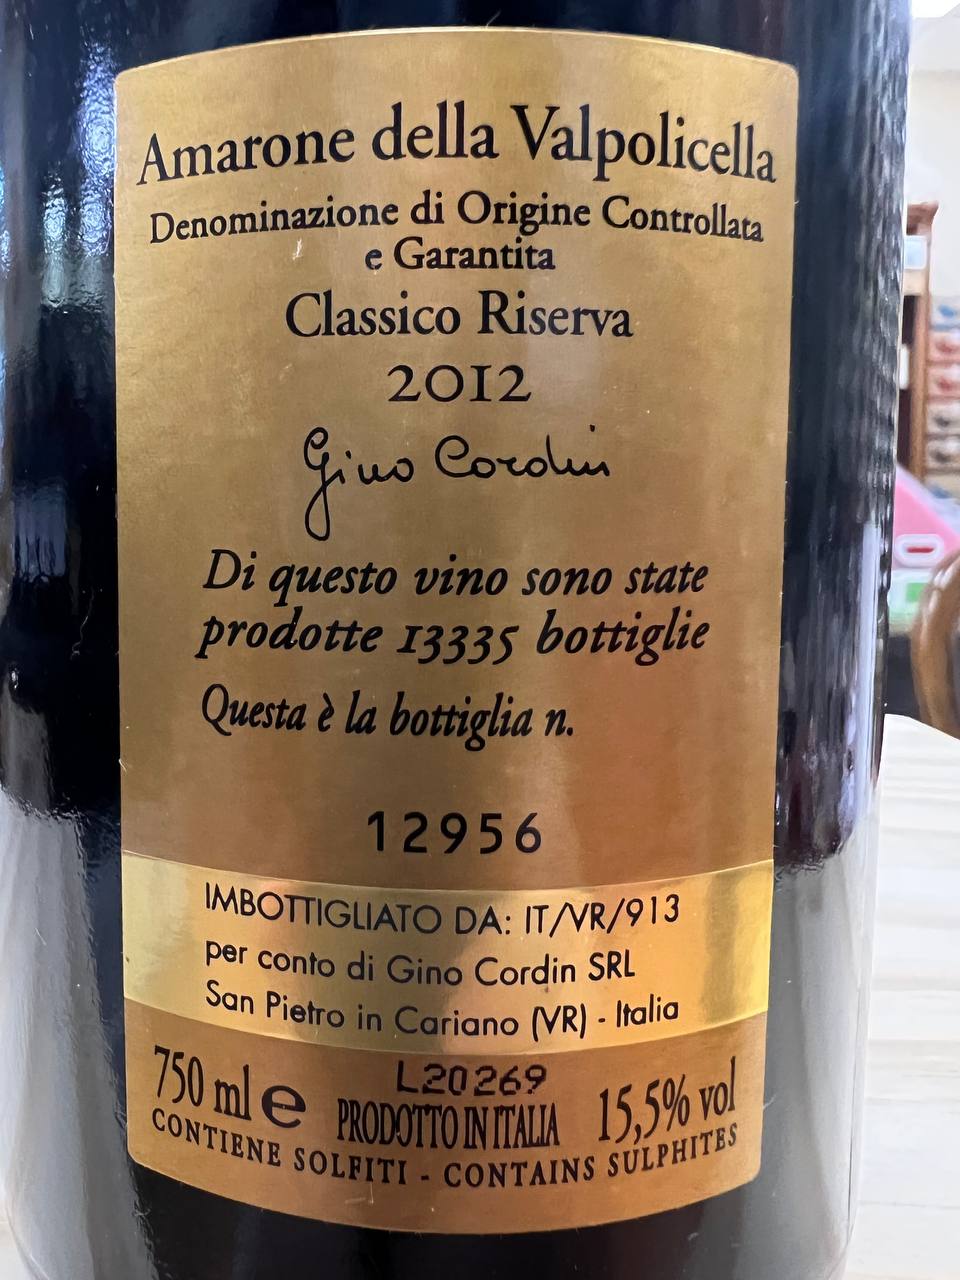 Amarone della Valpolicella
Denominazione di Origine Controllata
e Garantita
Classico Riserva
2012
Gino Cordin
Di questo vino sono state
prodotte 13335 bottiglie
Questa è la bottiglia n.
12956
IMBOTTIGLIATO DA: IT/VR/913
per conto di Gino Cordin SRL
San Pietro in Cariano (VR) - Italia
L20269
750 ml e PRODOTTO IN ITALIA 15,5% vol
CONTIENE SOLFITI - CONTAINS SULPHITES